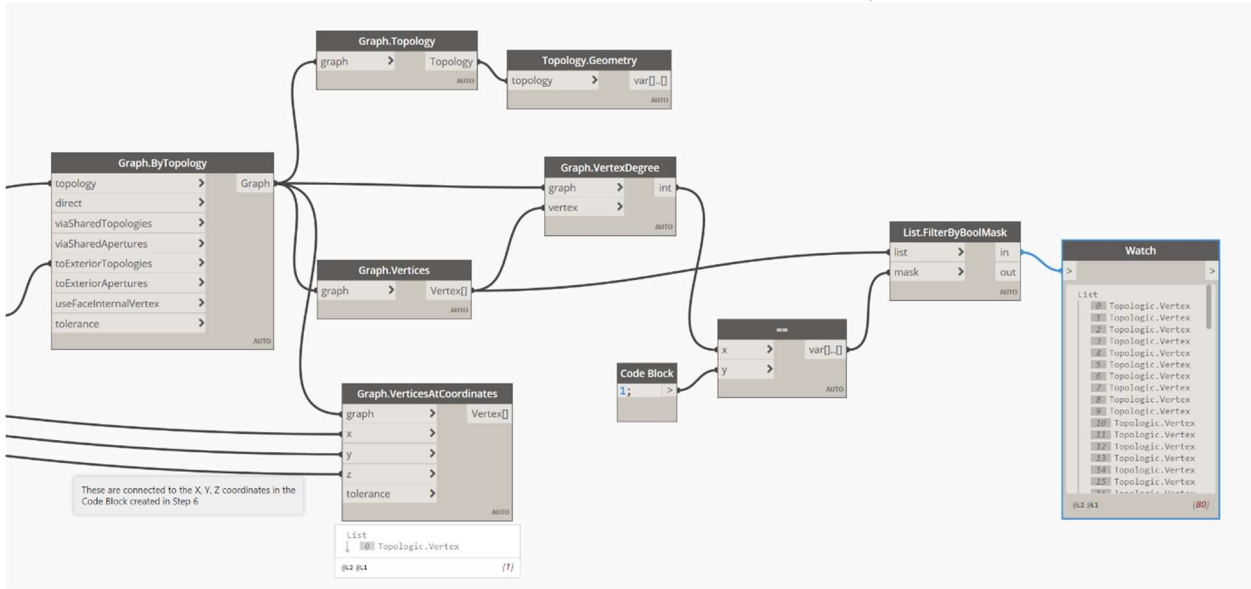 Graph.Topology
graph > Topology
AUTO
Topology.Geometry
topology > var[]..[]
AUTO
Graph.ByTopology
topology > Graph
direct >
viaSharedTopologies >
viaSharedApertures >
toExteriorTopologies >
toExteriorApertures >
useFaceInternalVertex >
tolerance >
AUTO
Graph.VertexDegree
graph > int
vertex >
AUTO
Graph.Vertices
graph > Vertex[]
AUTO
List.FilterByBoolMask
list > in
mask > out
AUTO
Watch
> >
List
0 Topologic.Vertex
1 Topologic.Vertex
2 Topologic.Vertex
3 Topologic.Vertex
4 Topologic.Vertex
5 Topologic.Vertex
6 Topologic.Vertex
7 Topologic.Vertex
8 Topologic.Vertex
9 Topologic.Vertex
10 Topologic.Vertex
11 Topologic.Vertex
12 Topologic.Vertex
13 Topologic.Vertex
14 Topologic.Vertex
15 Topologic.Vertex
@L2 @L1 {80}
==
x > var[]..[]
y >
AUTO
Code Block
1; >
Graph.VerticesAtCoordinates
graph > Vertex[]
x >
y >
z >
tolerance >
AUTO
List
0 Topologic.Vertex
@L2 @L1 {1}
These are connected to the X, Y, Z coordinates in the
Code Block created in Step 6